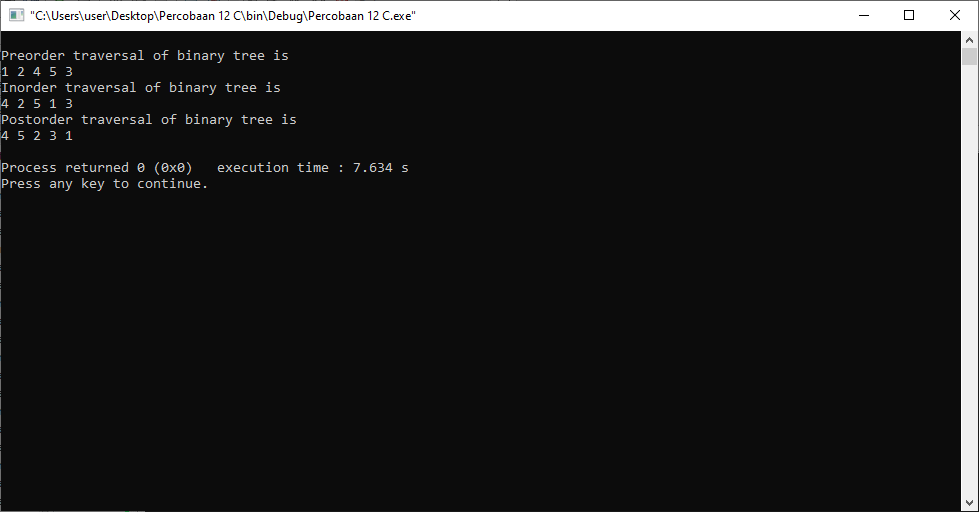 "C:\Users\user\Desktop\Percobaan 12 C\bin\Debug\Percobaan 12 C.exe"
Preorder traversal of binary tree is
1 2 4 5 3
Inorder traversal of binary tree is
4 2 5 1 3
Postorder traversal of binary tree is
4 5 2 3 1
Process returned 0 (0x0)   execution time : 7.634 s
Press any key to continue.